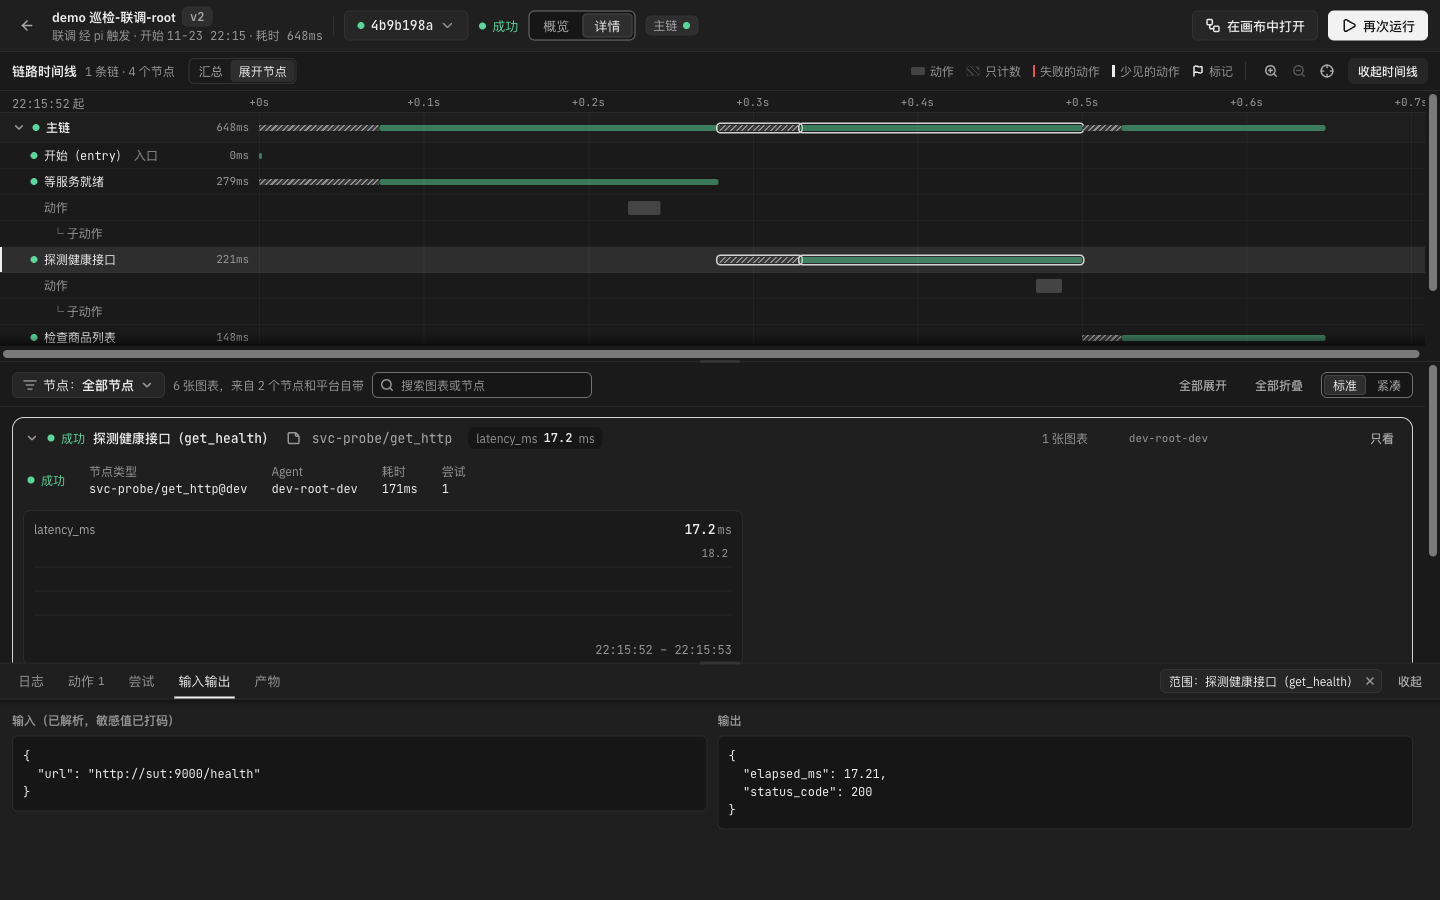 demo 巡检-联调-root v2
联调 经 pi 触发 · 开始 11-23 22:15 · 耗时 648ms
4b9b198a
成功
概览 详情
主链
在画布中打开
再次运行
链路时间线 1 条链 · 4 个节点
汇总 展开节点
动作 只计数 失败的动作 少见的动作 标记
收起时间线
22:15:52 起 +0s +0.1s +0.2s +0.3s +0.4s +0.5s +0.6s +0.7s
主链 648ms
开始 (entry) 入口 0ms
等服务就绪 279ms
动作
└ 子动作
探测健康接口 221ms
动作
└ 子动作
检查商品列表 148ms
节点: 全部节点
6 张图表，来自 2 个节点和平台自带
搜索图表或节点
全部展开 全部折叠 标准 紧凑
成功 探测健康接口 (get_health) svc-probe/get_http latency_ms 17.2 ms 1 张图表 dev-root-dev 只看
成功
节点类型 Agent 耗时 尝试
svc-probe/get_http@dev dev-root-dev 171ms 1
latency_ms 17.2 ms
18.2
22:15:52 – 22:15:53
日志 动作 1 尝试 输入输出 产物
范围: 探测健康接口 (get_health) ×
收起
输入 (已解析，敏感值已打码)
{
"url": "http://sut:9000/health"
}
输出
{
"elapsed_ms": 17.21,
"status_code": 200
}